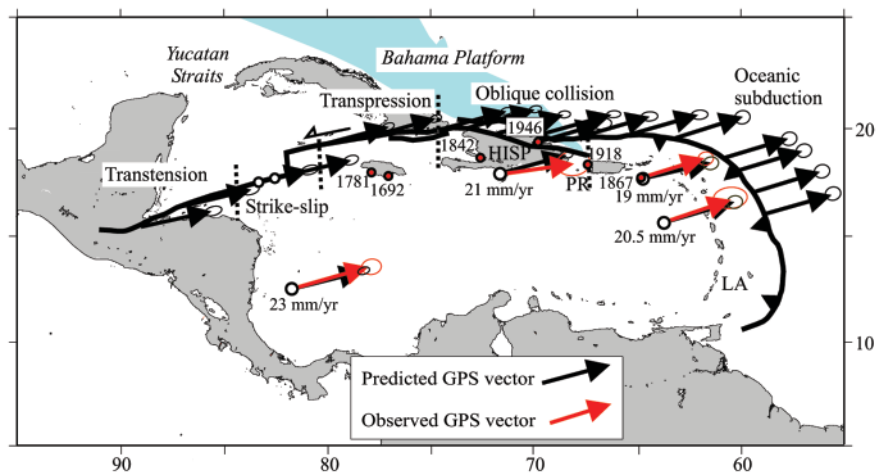 Yucatan
Straits
Bahama Platform
Oceanic
subduction
Transpression
Oblique collision
20
1946
1842
HISP
918
Transtension
1781
1692
21 mm/yr
PR
1867
19 mm/yr
Strike-slip
20.5 mm/yr
23 mm/yr
LA
10
Predicted GPS vector
Observed GPS vector
90
80
70
60